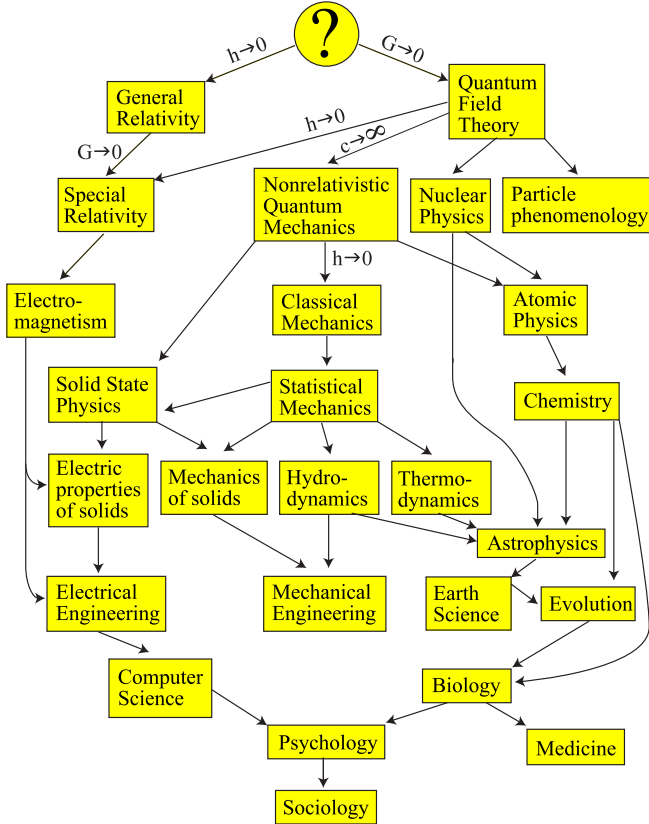 ?
h→0
G→0
General
Relativity
Quantum
Field
Theory
h→0
c→∞
G→0
Special
Relativity
Nonrelativistic
Quantum
Mechanics
Nuclear
Physics
Particle
phenomenology
h→0
Electro-
magnetism
Classical
Mechanics
Atomic
Physics
Solid State
Physics
Statistical
Mechanics
Chemistry
Electric
properties
of solids
Mechanics
of solids
Hydro-
dynamics
Thermo-
dynamics
Astrophysics
Electrical
Engineering
Mechanical
Engineering
Earth
Science
Evolution
Computer
Science
Biology
Psychology
Medicine
Sociology